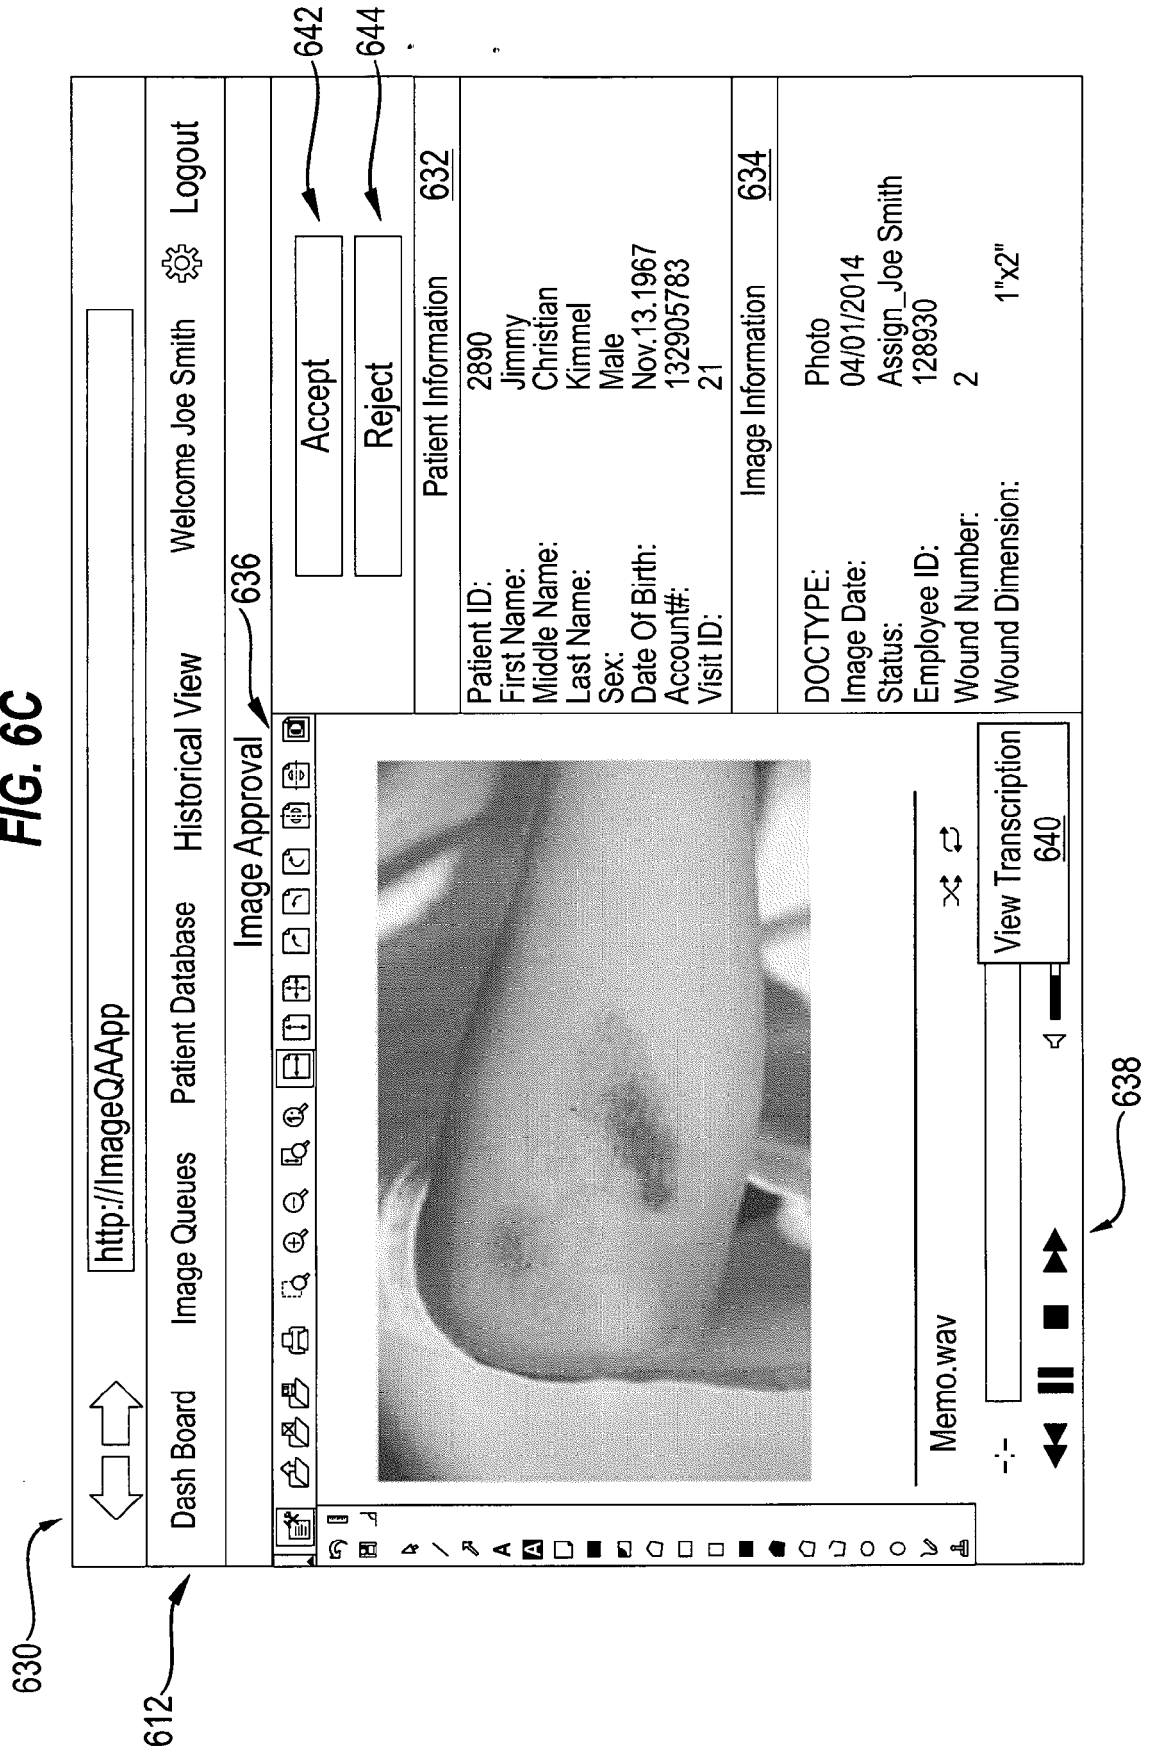 FIG. 6C
630
612
http://ImageQAApp
Dash Board Image Queues Patient Database Historical View Welcome Joe Smith Logout
Image Approval
636
Accept
642
Reject
644
Patient Information 632
Patient ID: 2890
First Name: Jimmy
Middle Name: Christian
Last Name: Kimmel
Sex: Male
Date Of Birth: Nov.13.1967
Account#: 132905783
Visit ID: 21
Image Information 634
DOCTYPE: Photo
Image Date: 04/01/2014
Status: Assign_Joe Smith
Employee ID: 128930
Wound Number: 2
Wound Dimension: 1"x2"
A
A
Memo.wav
-:-
View Transcription
640
638